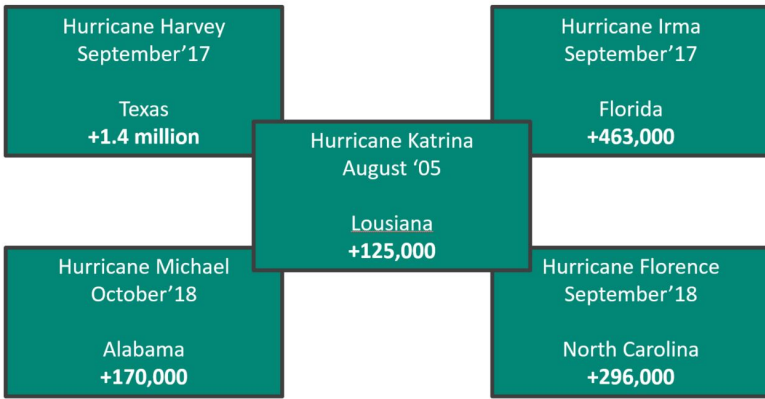 Hurricane Harvey
September’17
Texas
+1.4 million
Hurricane Irma
September’17
Florida
+463,000
Hurricane Katrina
August ‘05
Lousiana
+125,000
Hurricane Michael
October’18
Alabama
+170,000
Hurricane Florence
September’18
North Carolina
+296,000